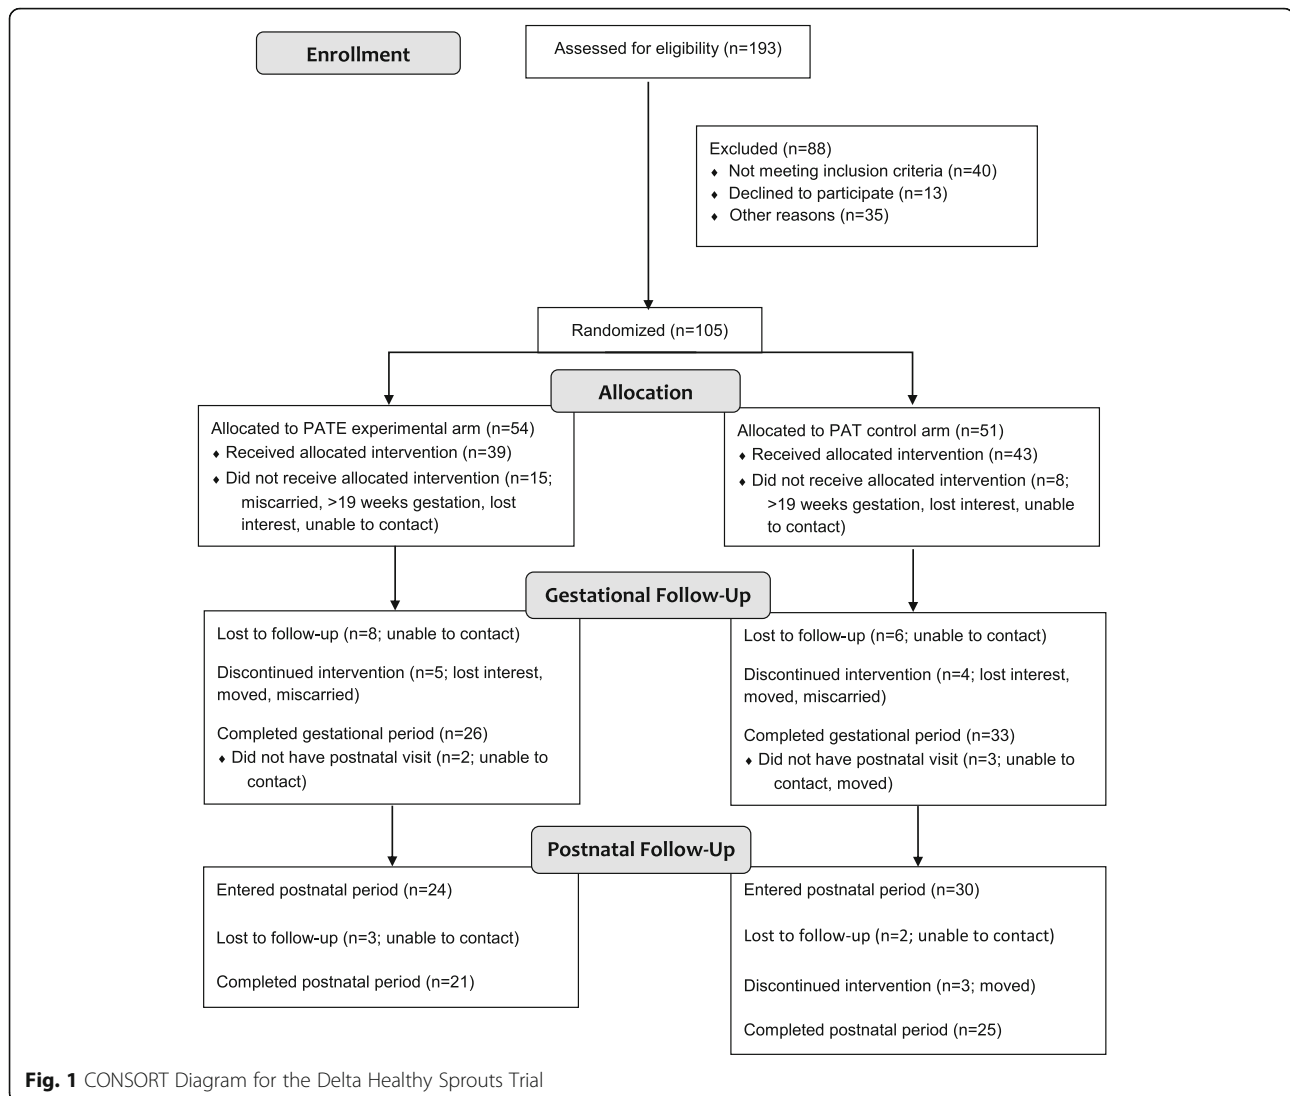 Enrollment
Assessed for eligibility (n=193)
Excluded (n=88)
♦ Not meeting inclusion criteria (n=40)
♦ Declined to participate (n=13)
♦ Other reasons (n=35)
Randomized (n=105)
Allocation
Allocated to PATE experimental arm (n=54)
♦ Received allocated intervention (n=39)
♦ Did not receive allocated intervention (n=15;
miscarried, >19 weeks gestation, lost
interest, unable to contact)
Allocated to PAT control arm (n=51)
♦ Received allocated intervention (n=43)
♦ Did not receive allocated intervention (n=8;
>19 weeks gestation, lost interest, unable
to contact)
Gestational Follow-Up
Lost to follow-up (n=8; unable to contact)
Discontinued intervention (n=5; lost interest,
moved, miscarried)
Completed gestational period (n=26)
♦ Did not have postnatal visit (n=2; unable to
contact)
Lost to follow-up (n=6; unable to contact)
Discontinued intervention (n=4; lost interest,
moved, miscarried)
Completed gestational period (n=33)
♦ Did not have postnatal visit (n=3; unable to
contact, moved)
Postnatal Follow-Up
Entered postnatal period (n=24)
Lost to follow-up (n=3; unable to contact)
Completed postnatal period (n=21)
Entered postnatal period (n=30)
Lost to follow-up (n=2; unable to contact)
Discontinued intervention (n=3; moved)
Completed postnatal period (n=25)
Fig. 1 CONSORT Diagram for the Delta Healthy Sprouts Trial